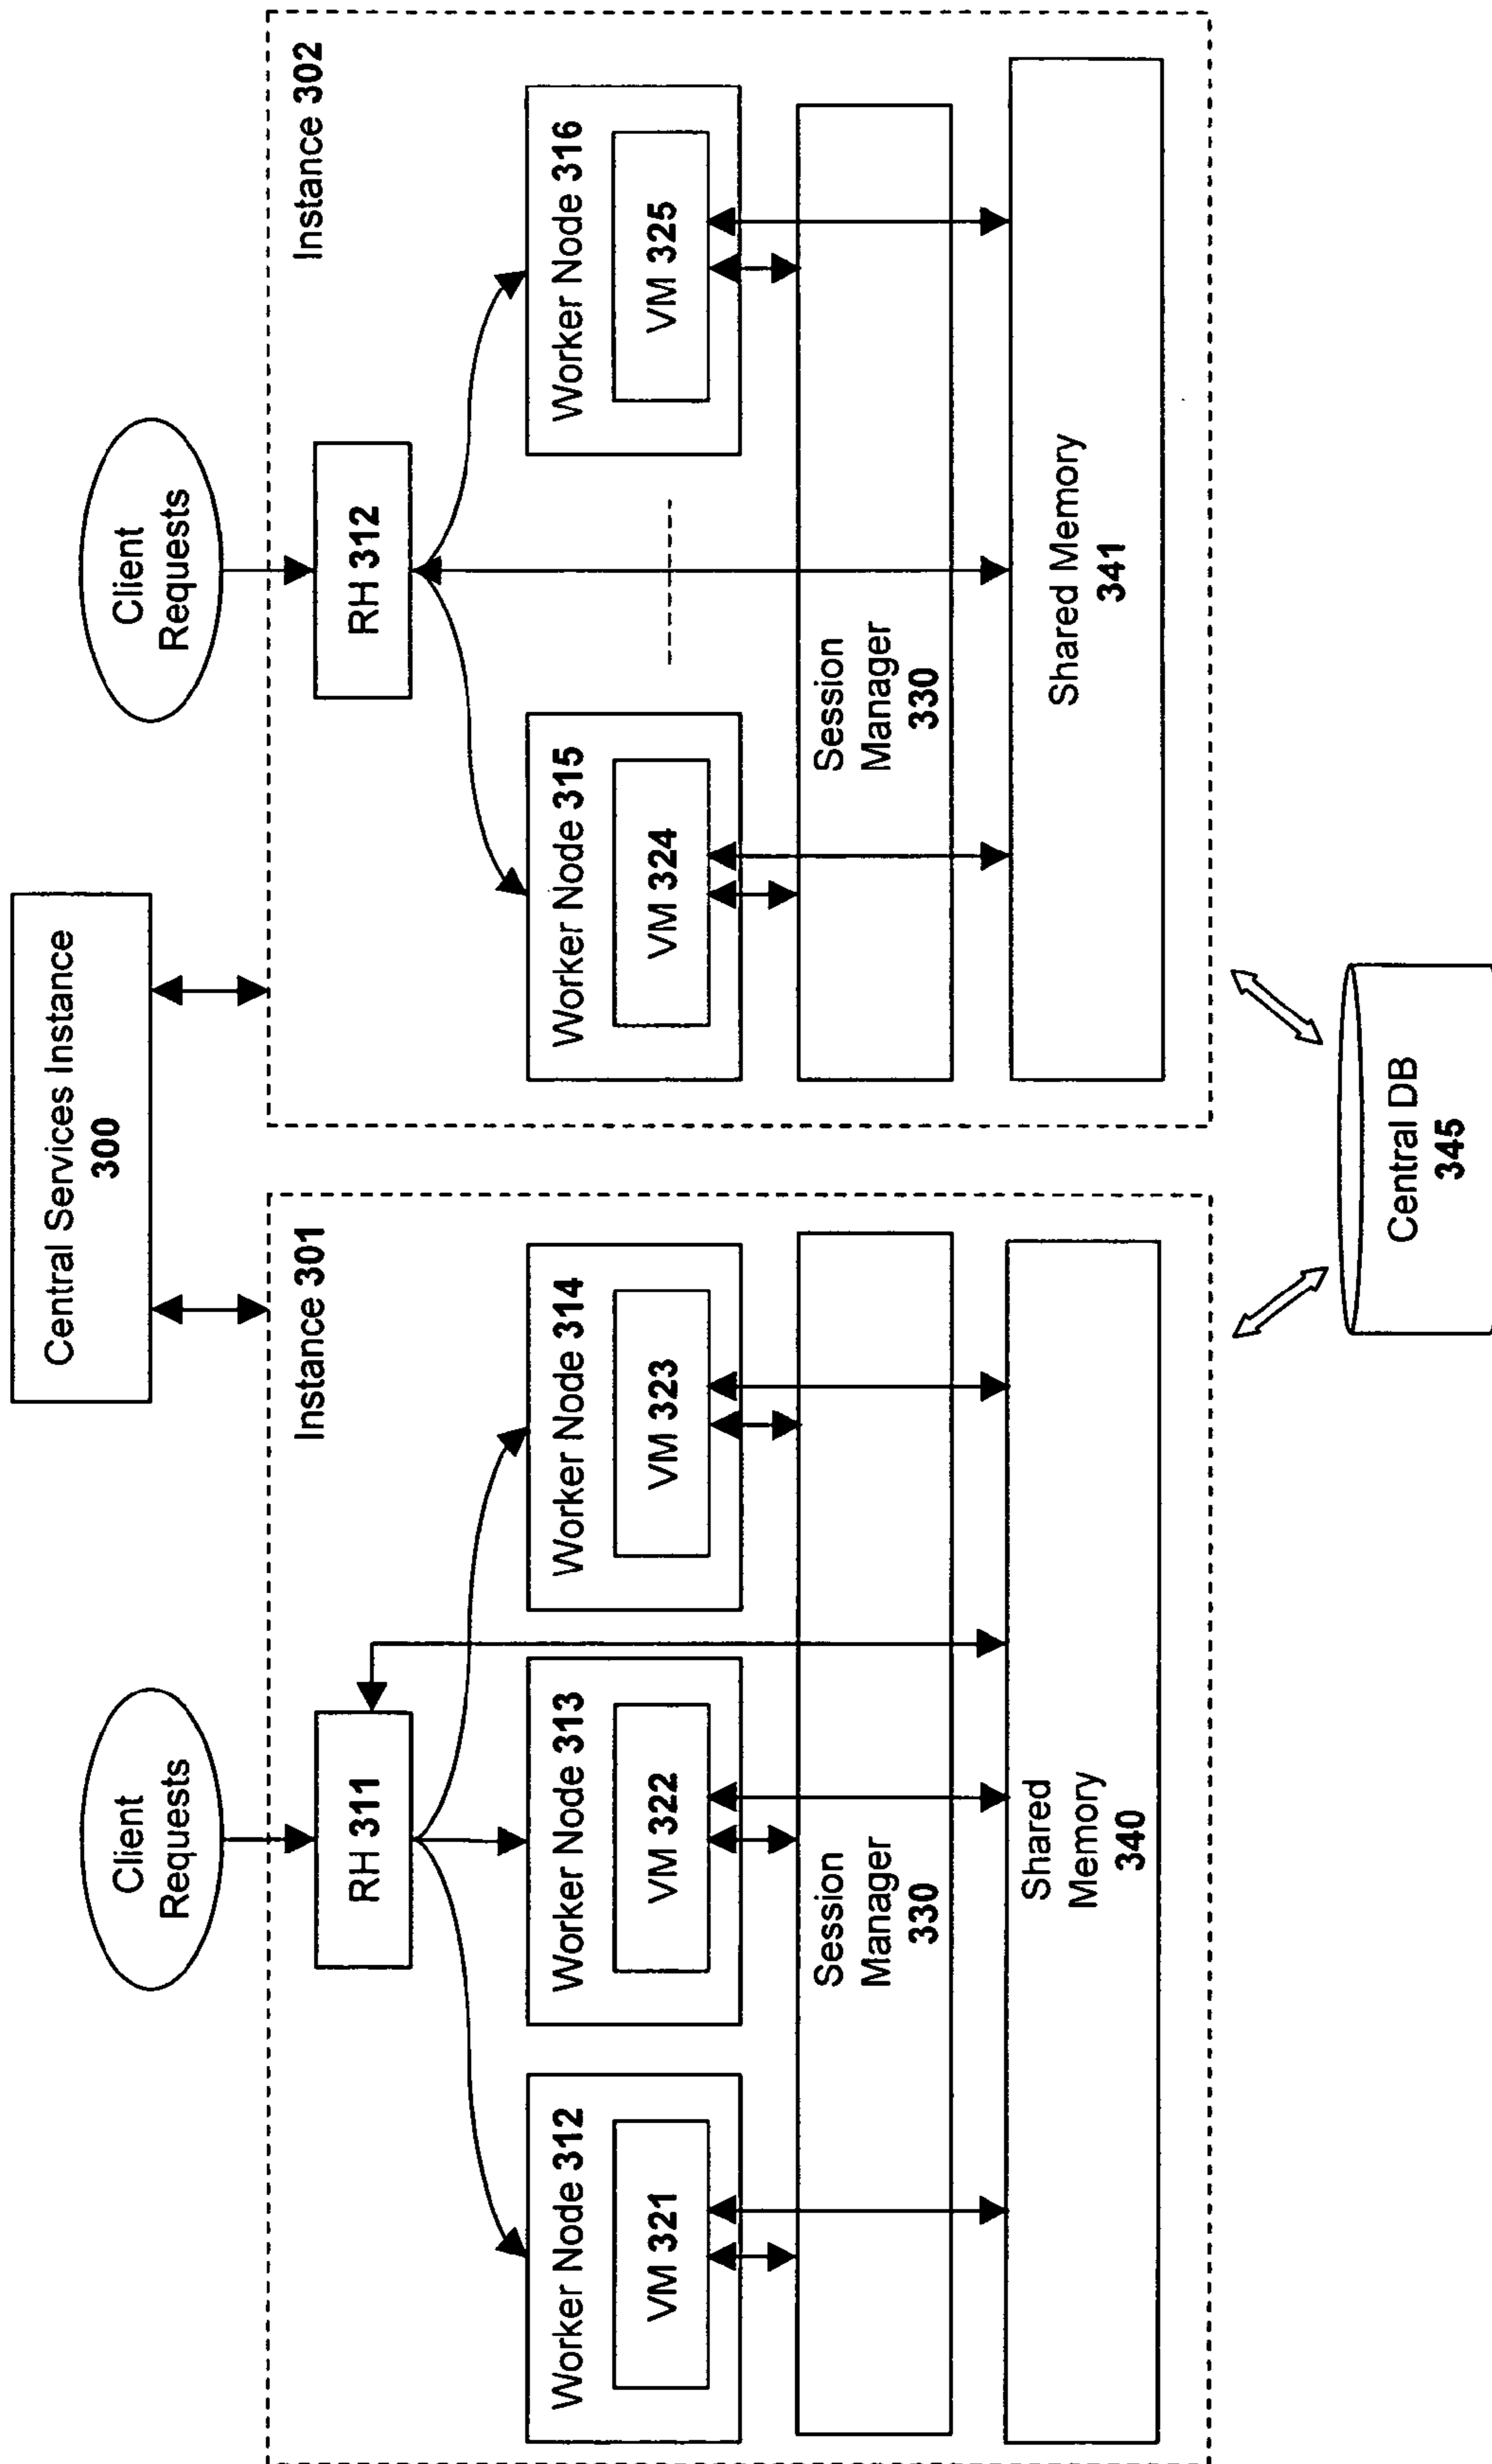 Central Services Instance
300
Client
Requests
Client
Requests
Instance 301
RH 311
Worker Node 312
VM 321
Worker Node 313
VM 322
Worker Node 314
VM 323
Session
Manager
330
Shared
Memory
340
Instance 302
RH 312
Worker Node 315
VM 324
Worker Node 316
VM 325
Session
Manager
330
Shared Memory
341
Central DB
345